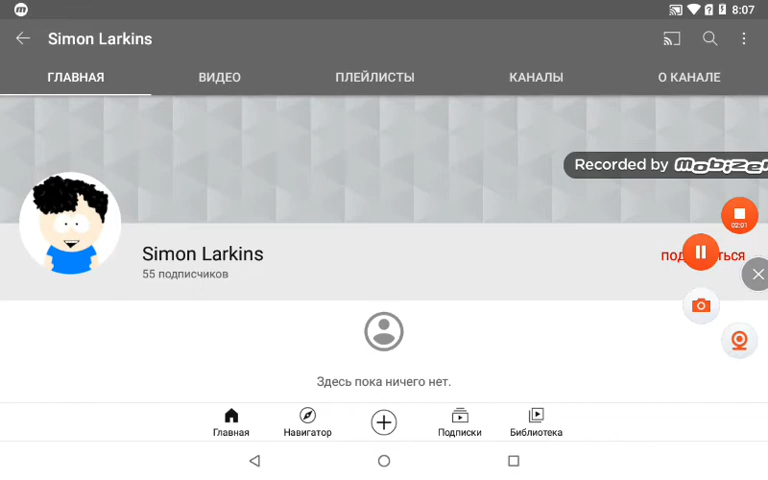 8:07
Simon Larkins
ГЛАВНАЯ
ВИДЕО
ПЛЕЙЛИСТЫ
КАНАЛЫ
О КАНАЛЕ
Recorded by
02:01
Simon Larkins
55 подписчиков
Здесь пока ничего нет.
Главная
Навигатор
Подписки
Библиотека